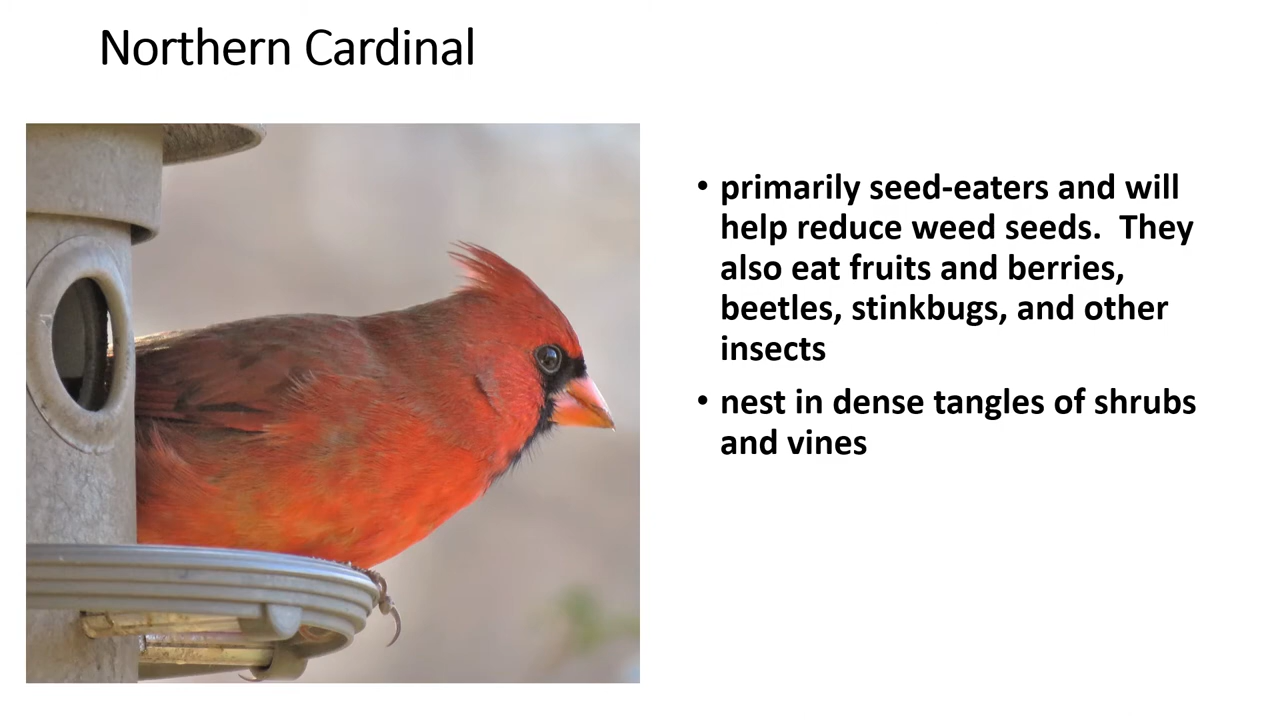 Northern Cardinal
• primarily seed-eaters and will
help reduce weed seeds.  They
also eat fruits and berries,
beetles, stinkbugs, and other
insects
• nest in dense tangles of shrubs
and vines